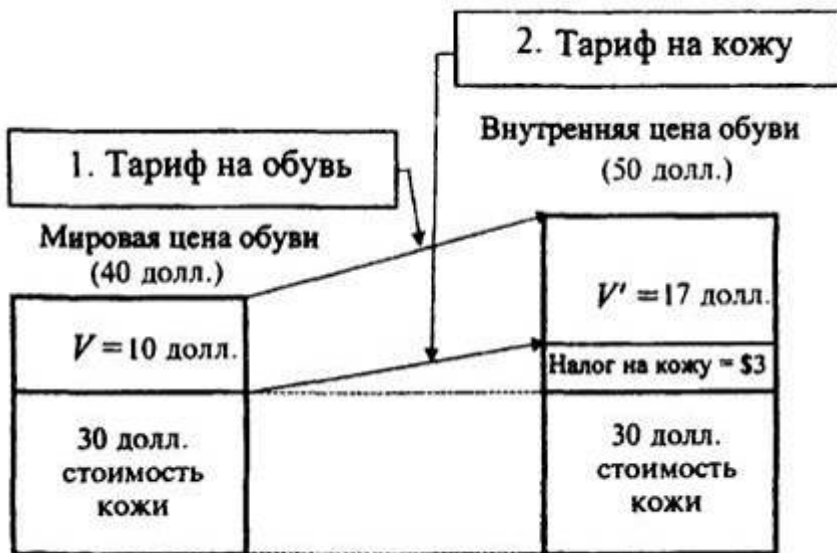 2. Тариф на кожу
Внутренняя цена обуви
(50 долл.)
1. Тариф на обувь
Мировая цена обуви
(40 долл.)
V = 10 долл.
V' = 17 долл.
Налог на кожу = $3
30 долл.
стоимость
кожи
30 долл.
стоимость
кожи